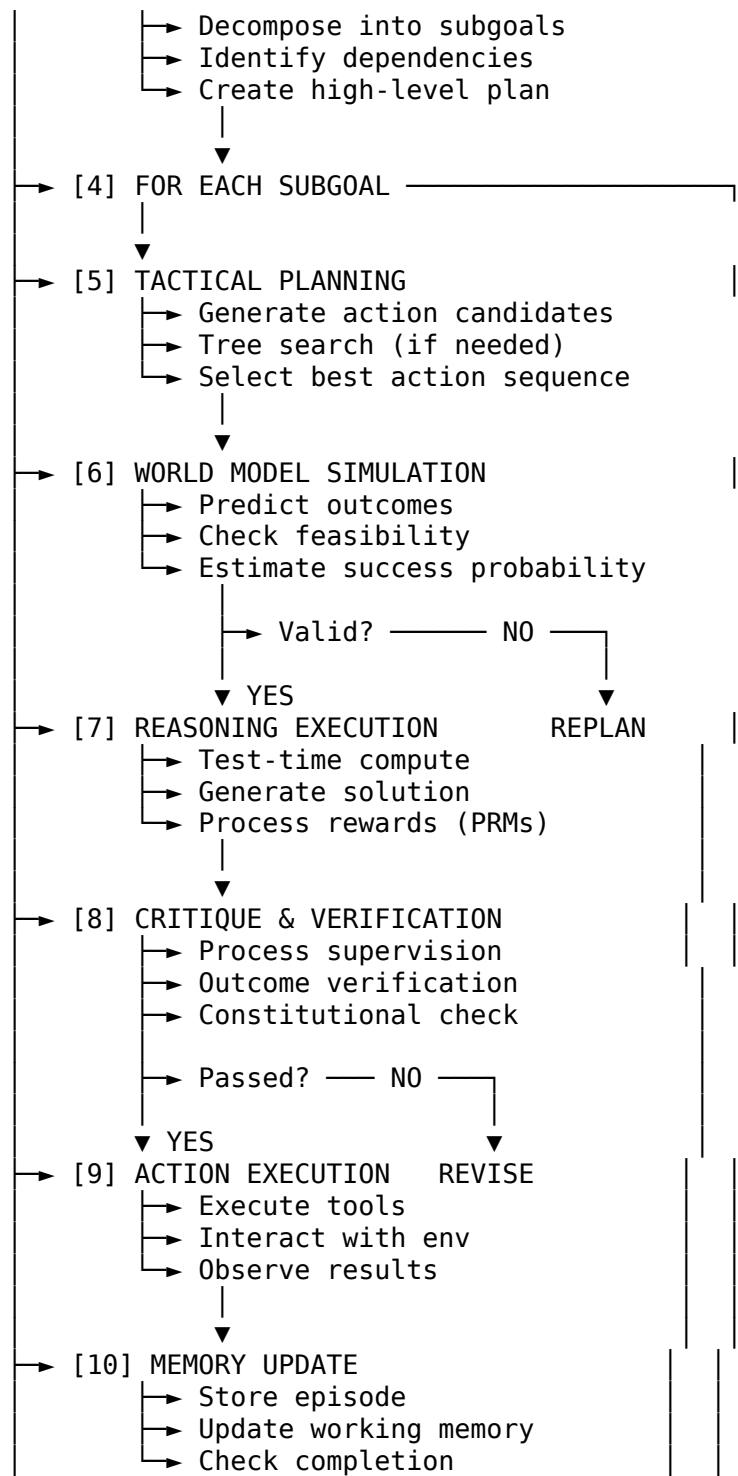 Decompose into subgoals
Identify dependencies
Create high-level plan
[4] FOR EACH SUBGOAL
[5] TACTICAL PLANNING
Generate action candidates
Tree search (if needed)
Select best action sequence
[6] WORLD MODEL SIMULATION
Predict outcomes
Check feasibility
Estimate success probability
Valid? NO
YES
[7] REASONING EXECUTION REPLAN
Test-time compute
Generate solution
Process rewards (PRMs)
[8] CRITIQUE & VERIFICATION
Process supervision
Outcome verification
Constitutional check
Passed? NO
YES
[9] ACTION EXECUTION REVISE
Execute tools
Interact with env
Observe results
[10] MEMORY UPDATE
Store episode
Update working memory
Check completion